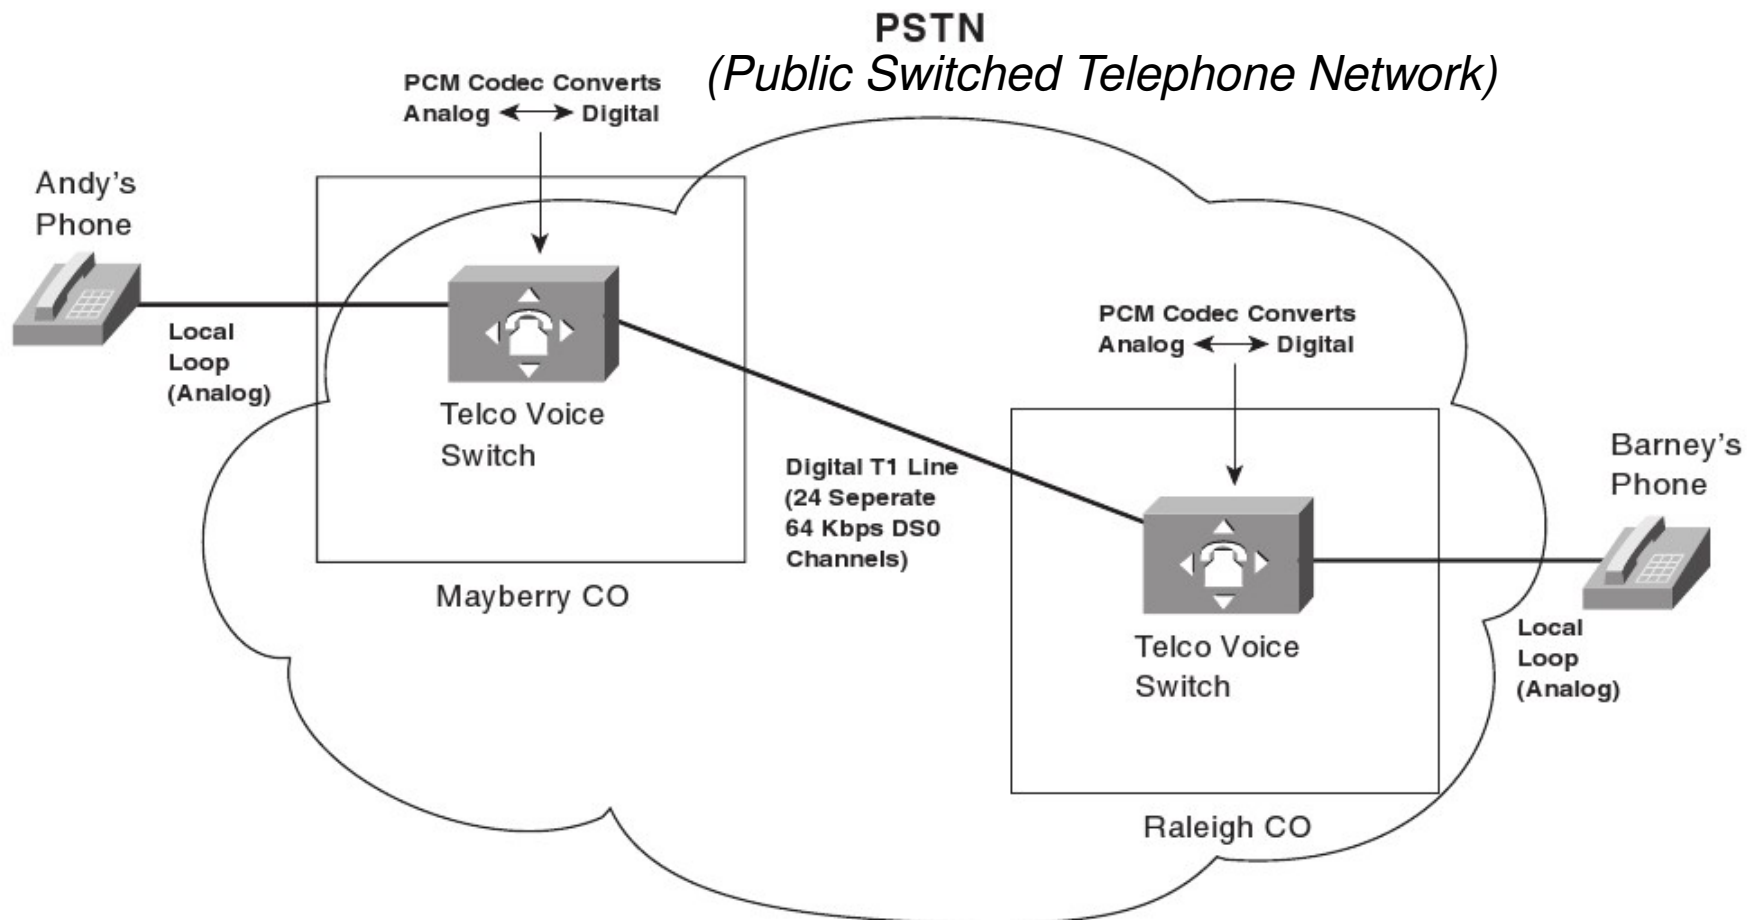 PSTN
(Public Switched Telephone Network)
PCM Codec Converts
Analog ⟷ Digital
Andy's
Phone
Local
Loop
(Analog)
Telco Voice
Switch
Mayberry CO
Digital T1 Line
(24 Seperate
64 Kbps DS0
Channels)
PCM Codec Converts
Analog ⟷ Digital
Telco Voice
Switch
Raleigh CO
Barney's
Phone
Local
Loop
(Analog)